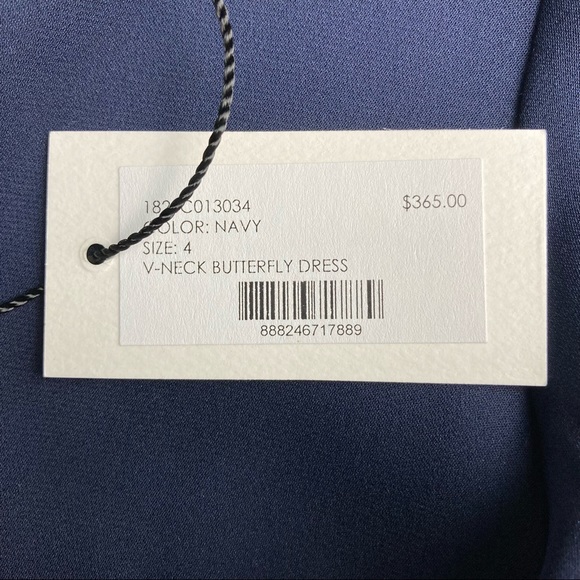 $365.00
COLOR: NAVY
SIZE: 4
V-NECK BUTTERFLY DRESS
888246717889